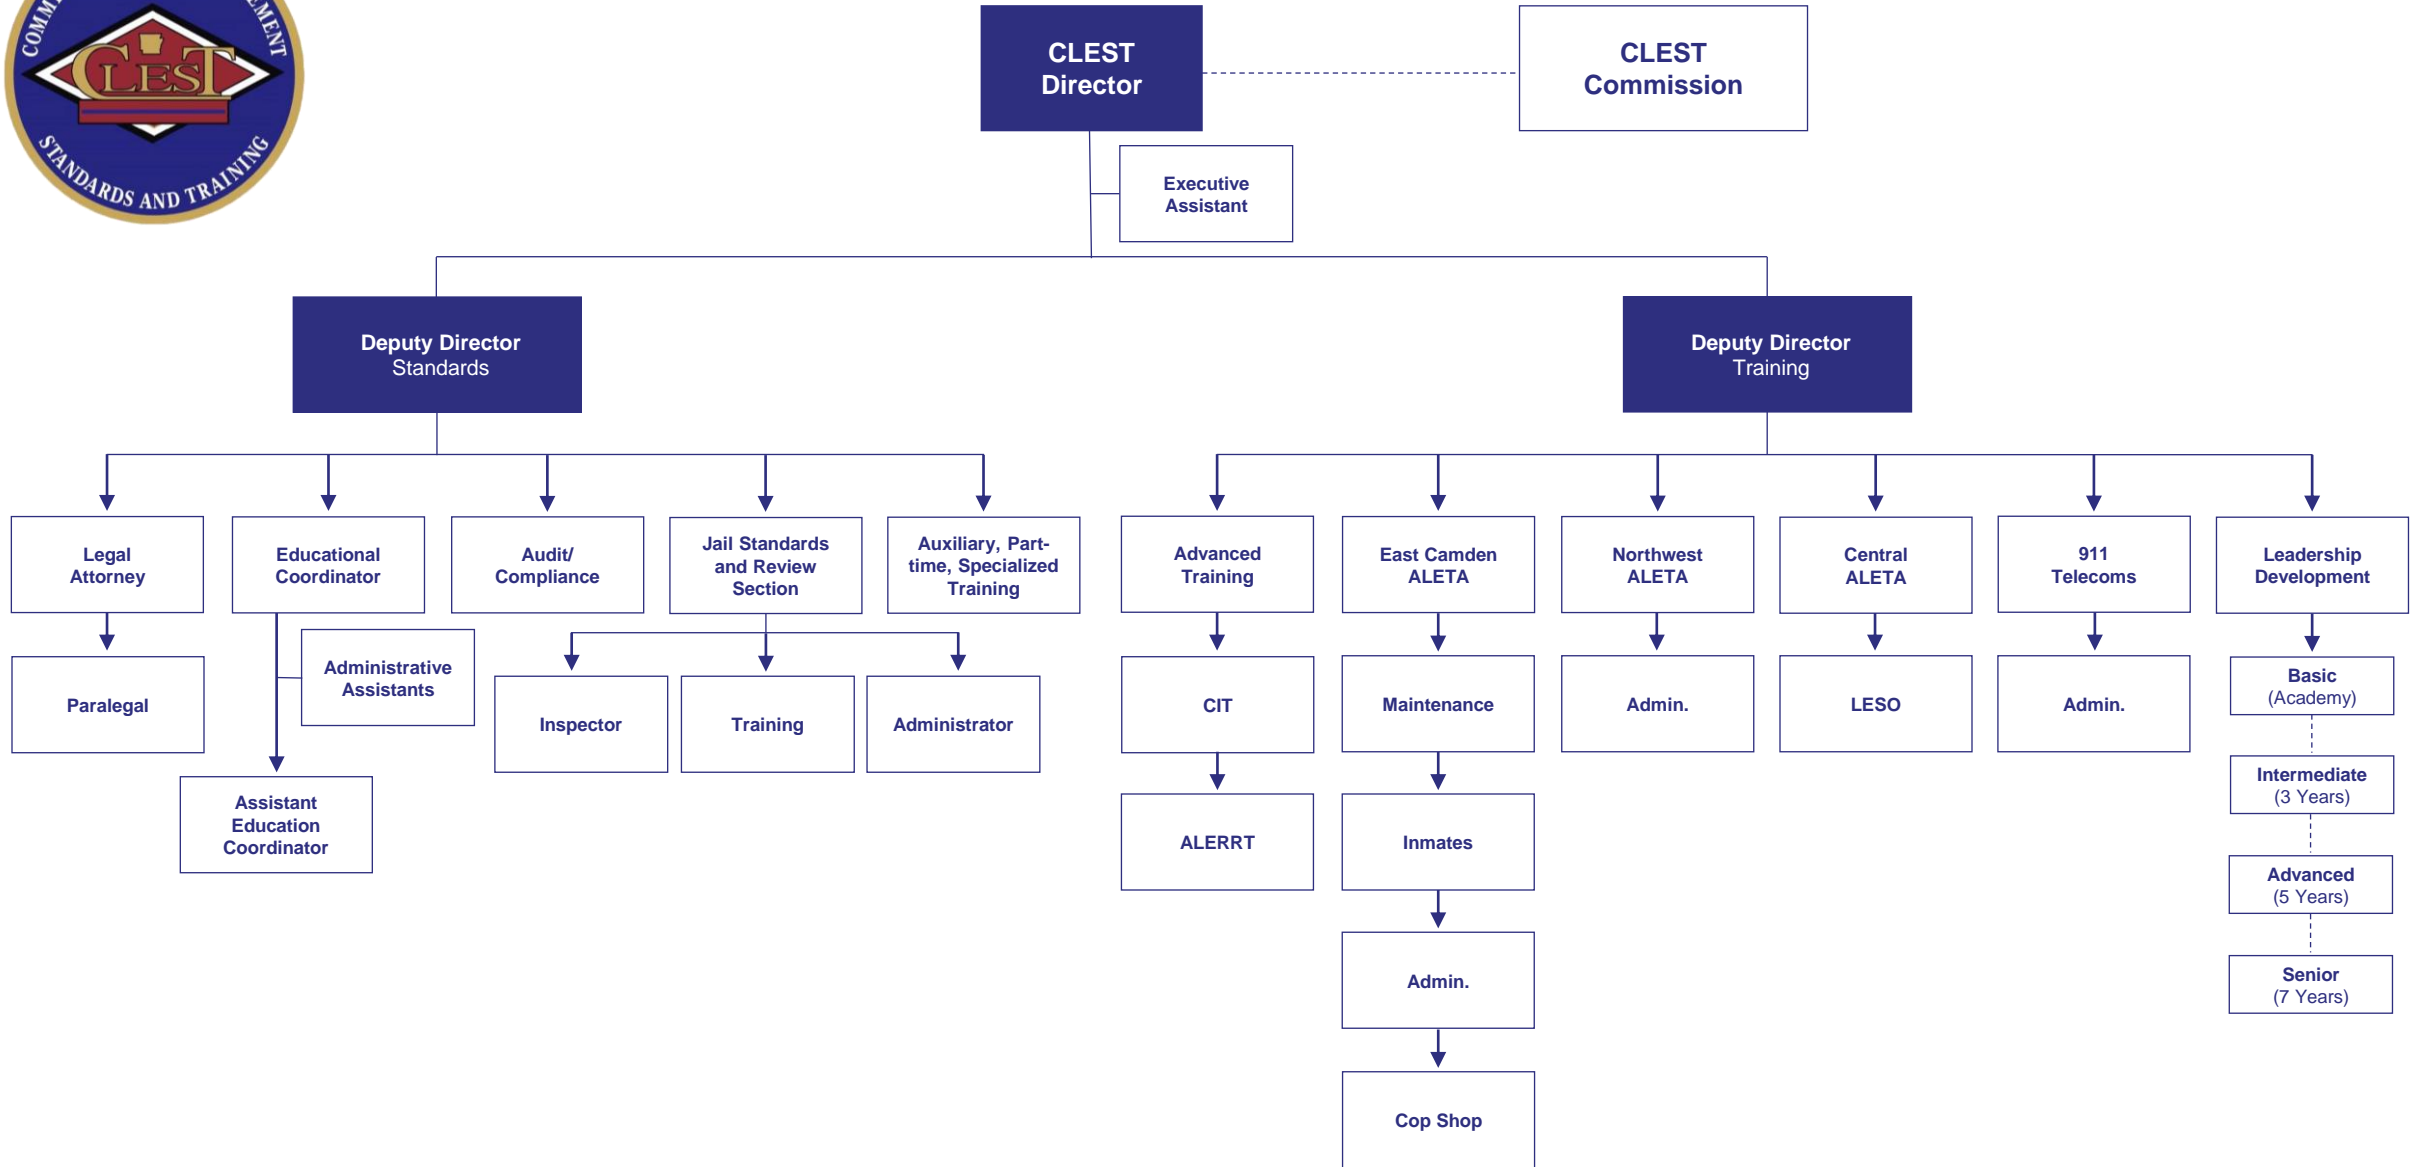 CLEST
STANDARDS AND TRAINING
CLEST
Director
CLEST
Commission
Executive
Assistant
Deputy Director
Standards
Deputy Director
Training
Legal
Attorney
Educational
Coordinator
Audit/
Compliance
Jail Standards
and Review
Section
Auxiliary, Part-
time, Specialized
Training
Advanced
Training
East Camden
ALETA
Northwest
ALETA
Central
ALETA
911
Telecoms
Leadership
Development
Paralegal
Administrative
Assistants
Assistant
Education
Coordinator
Inspector
Training
Administrator
CIT
ALERRT
Maintenance
Inmates
Admin.
Cop Shop
Admin.
LESO
Admin.
Basic
(Academy)
Intermediate
(3 Years)
Advanced
(5 Years)
Senior
(7 Years)